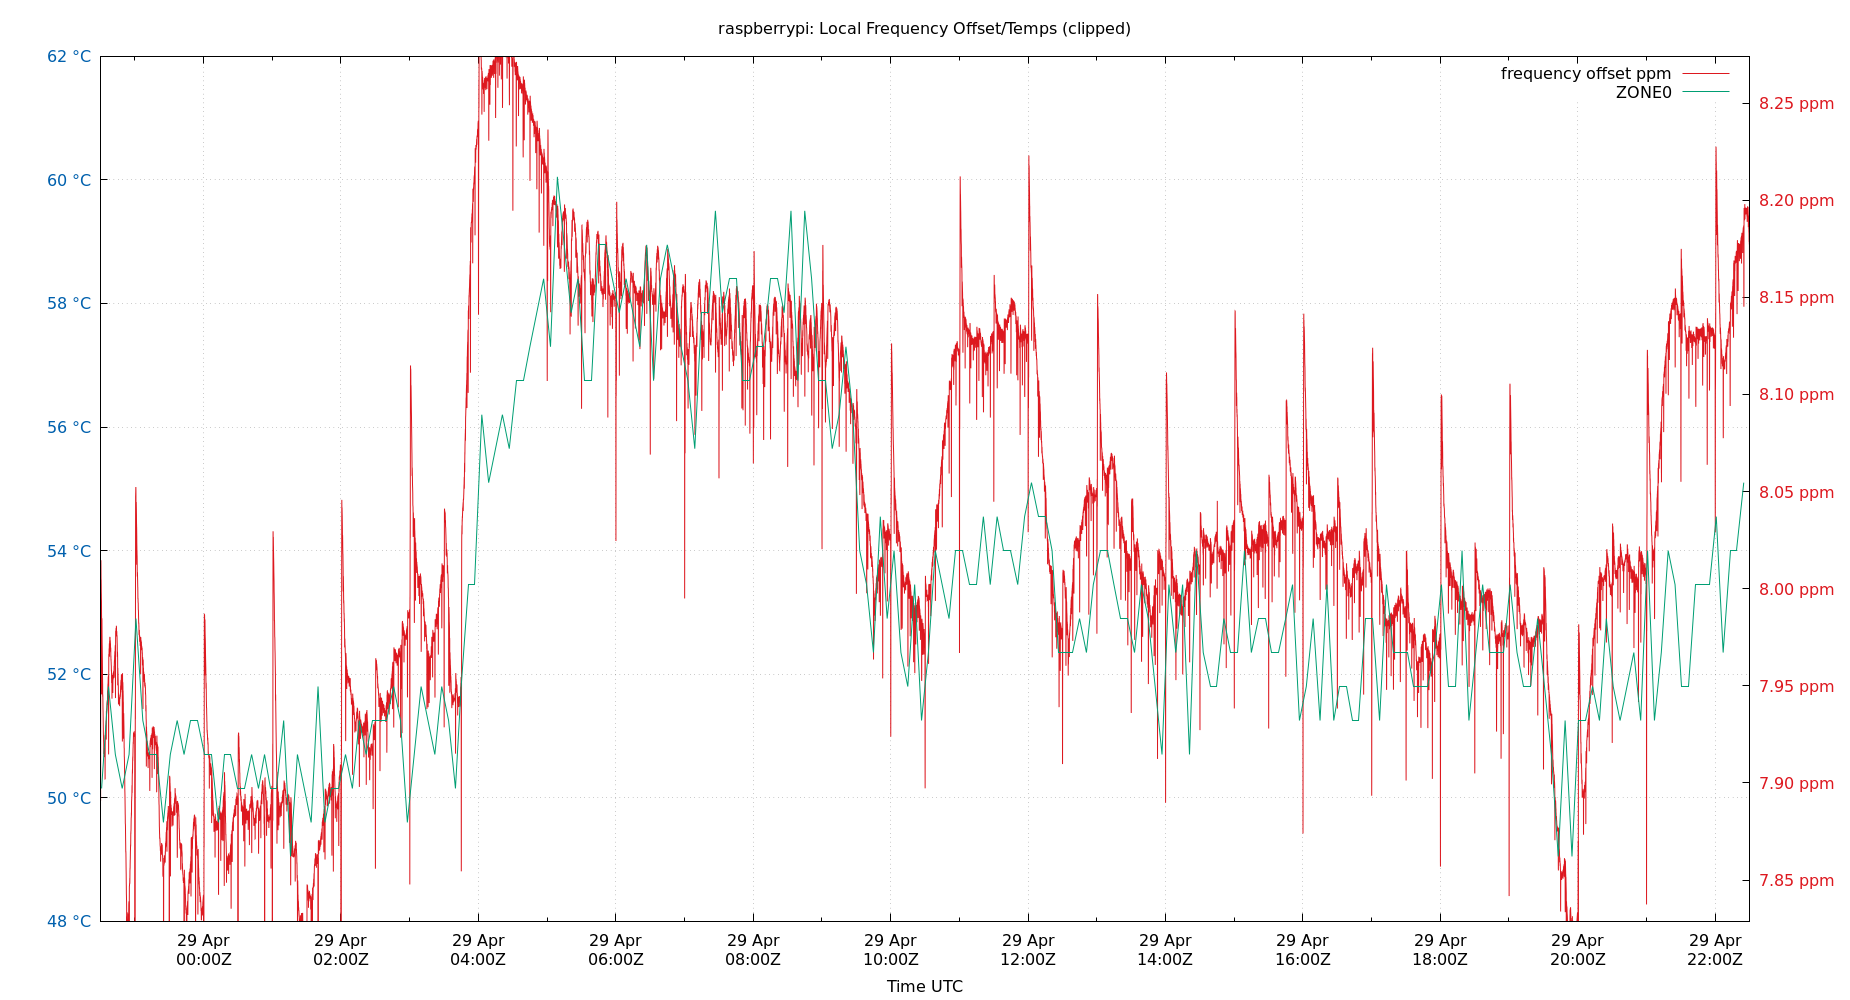 raspberrypi: Local Frequency Offset/Temps (clipped)
62 °C
60 °C
58 °C
56 °C
54 °C
52 °C
50 °C
48 °C
frequency offset ppm
ZONE0
8.25 ppm
8.20 ppm
8.15 ppm
8.10 ppm
8.05 ppm
8.00 ppm
7.95 ppm
7.90 ppm
7.85 ppm
29 Apr 29 Apr 29 Apr 29 Apr 29 Apr 29 Apr 29 Apr 29 Apr 29 Apr 29 Apr 29 Apr 29 Apr
00:00Z 02:00Z 04:00Z 06:00Z 08:00Z 10:00Z 12:00Z 14:00Z 16:00Z 18:00Z 20:00Z 22:00Z
Time UTC